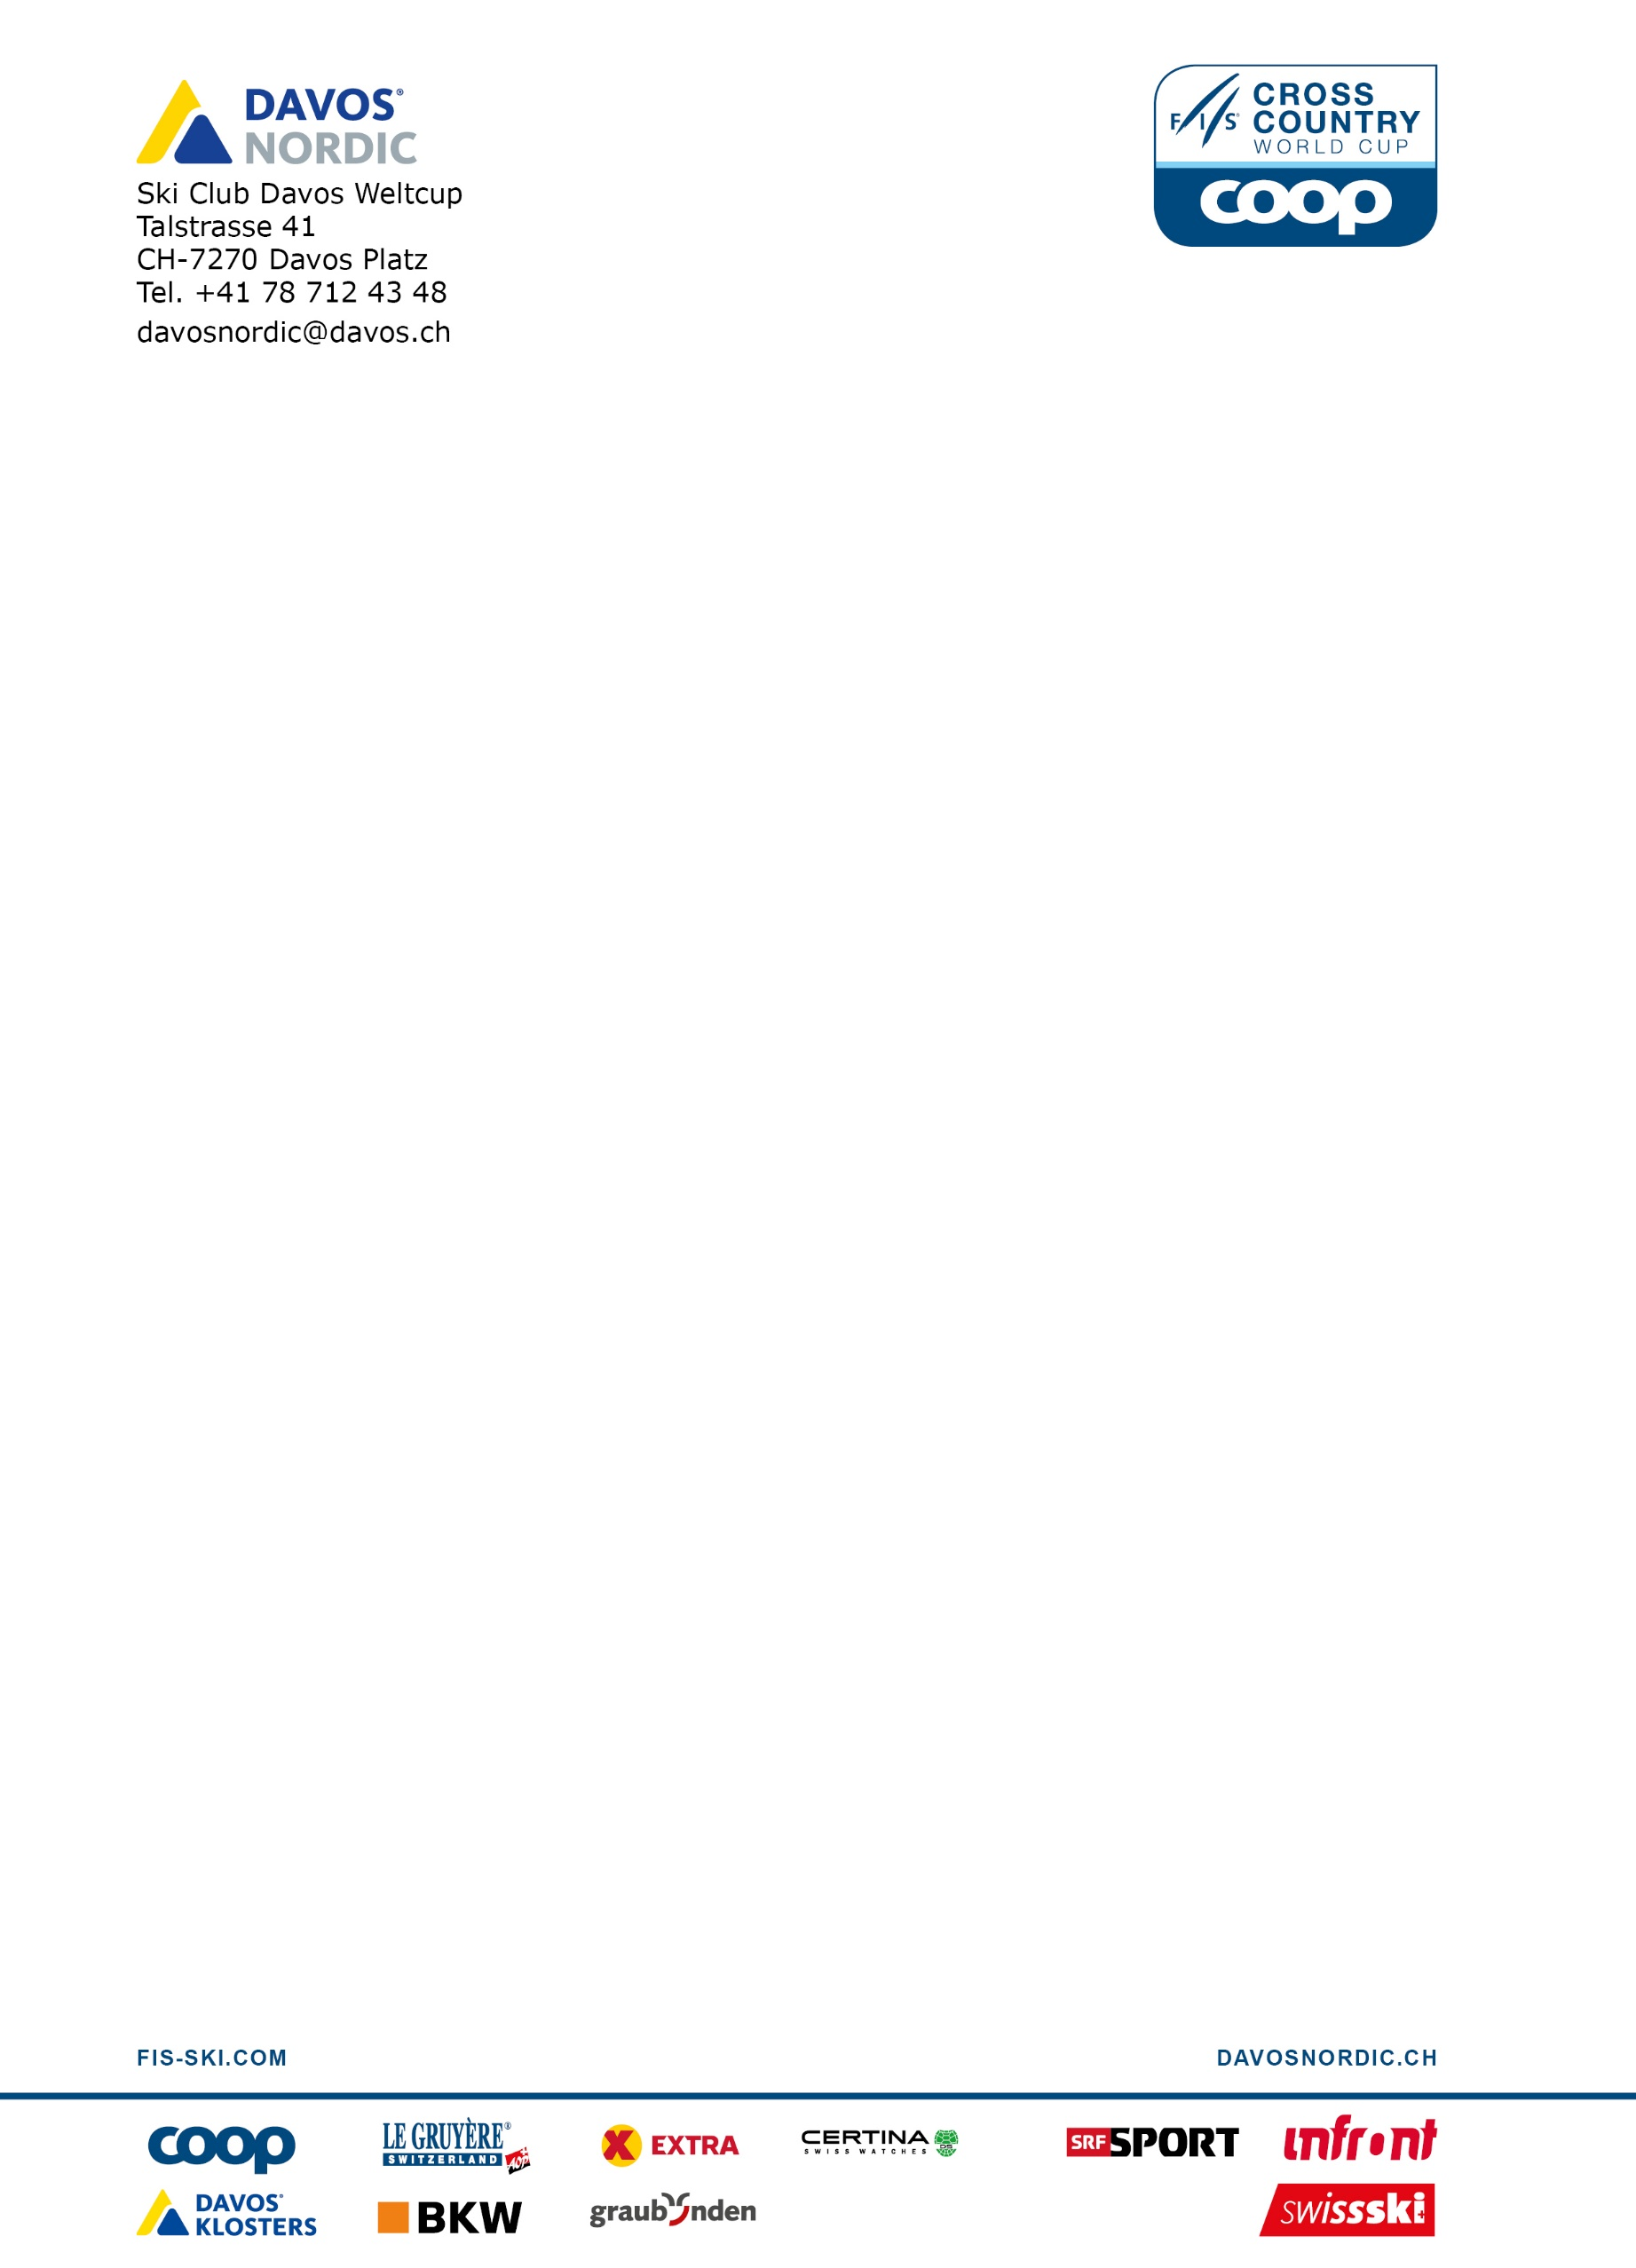 DAVOS®
NORDIC
Ski Club Davos Weltcup
Talstrasse 41
CH-7270 Davos Platz
Tel. +41 78 712 43 48
davosnordic@davos.ch
FIS®
CROSS
COUNTRY
WORLD CUP
coop
FIS-SKI.COM
DAVOSNORDIC.CH
coop
LE GRUYÈRE®
SWITZERLAND
AOP
X EXTRA
CERTINA
SWISS WATCHES
DS
SRF SPORT
infront
DAVOS®
KLOSTERS
BKW
graubünden
swissski